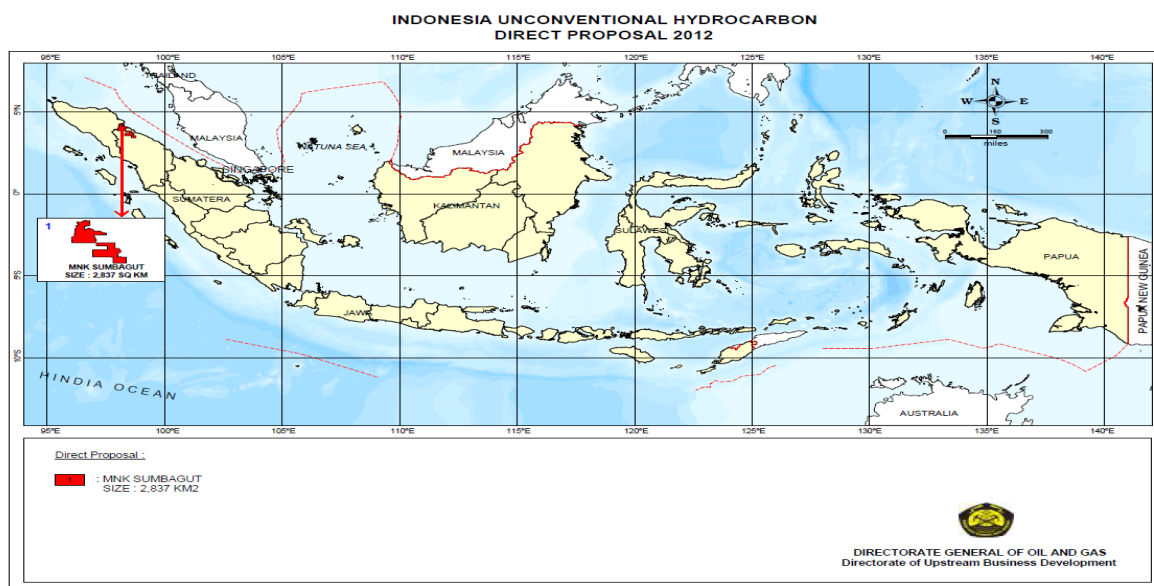 INDONESIA UNCONVENTIONAL HYDROCARBON
DIRECT PROPOSAL 2012
95°E 100°E 105°E 110°E 115°E 120°E 125°E 130°E 135°E 140°E
THAILAND
N
W E
S
5°N
0 150 300
miles
MALAYSIA
NATUNA SEA
MALAYSIA
SINGAPORE
0°
SUMATERA
KALIMANTAN
1
SULAWESI
MNK SUMBAGUT
SIZE : 2,837 SQ KM
PAPUA
PAPUA NEW GUINEA
5°S
JAWA
10°S
HINDIA OCEAN
AUSTRALIA
95°E 100°E 105°E 110°E 115°E 120°E 125°E 130°E 135°E 140°E
Direct Proposal :
1 : MNK SUMBAGUT
SIZE : 2,837 KM2
DIRECTORATE GENERAL OF OIL AND GAS
Directorate of Upstream Business Development